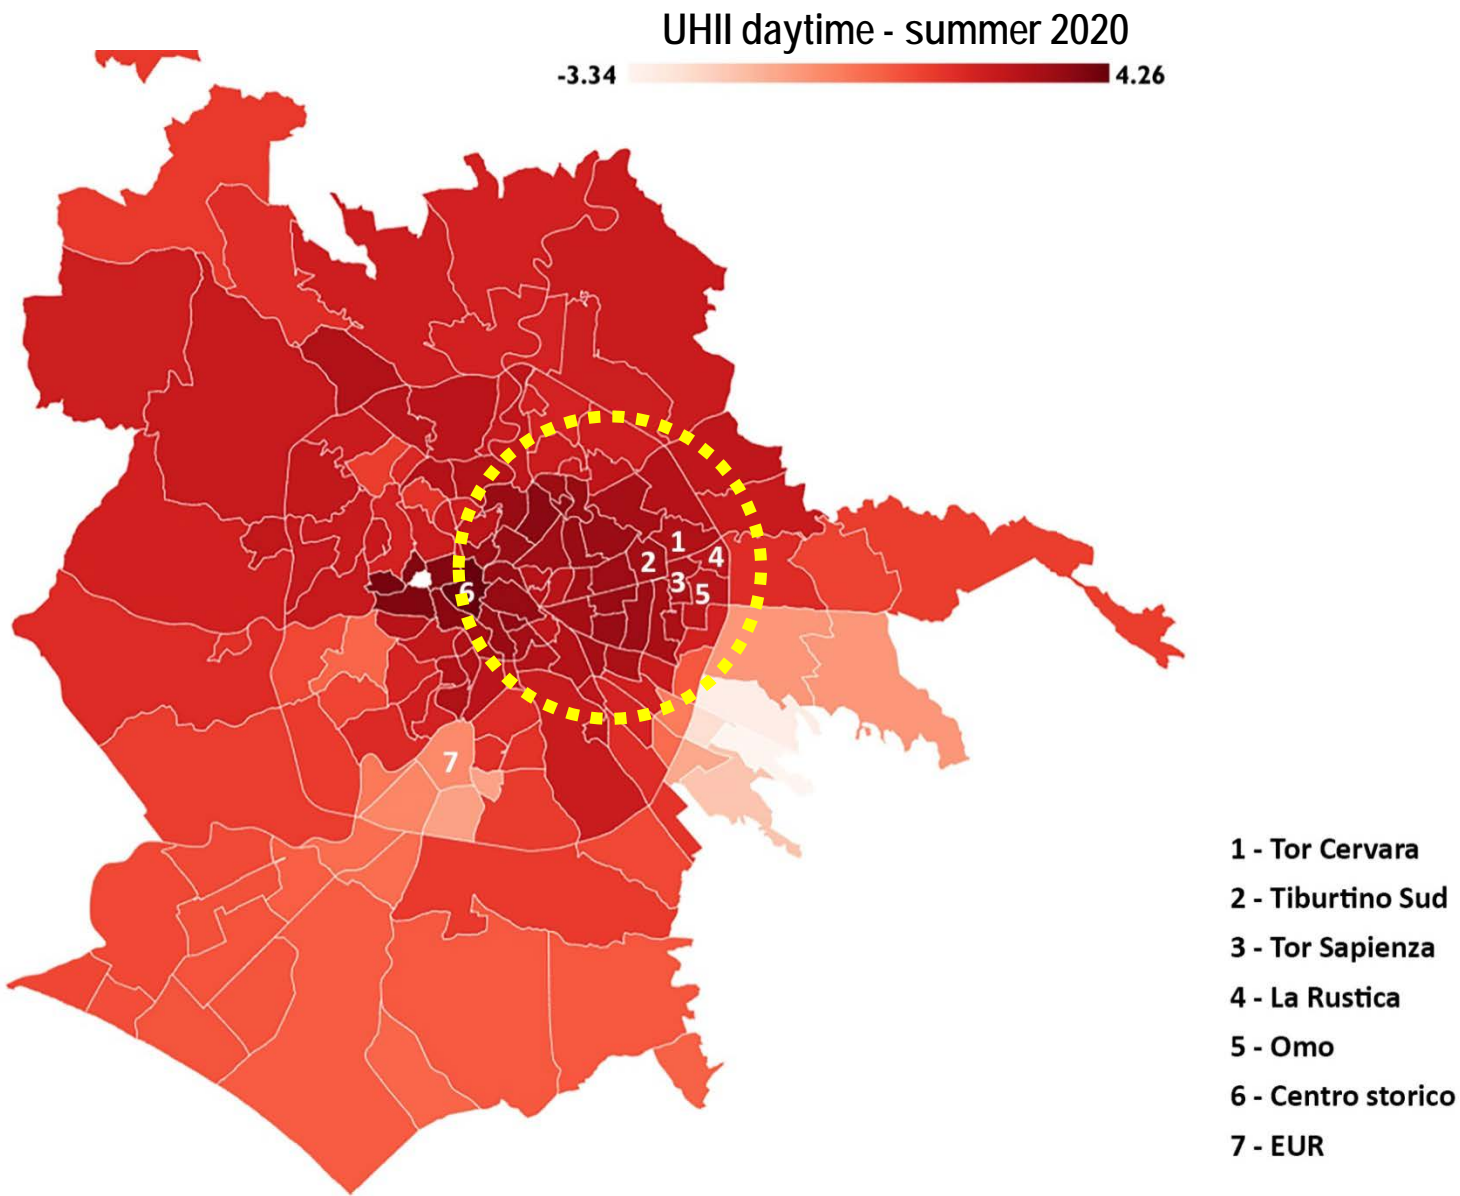 UHII daytime - summer 2020
-3.34 4.26
1
2
4
3
5
6
7
1 - Tor Cervara
2 - Tiburtino Sud
3 - Tor Sapienza
4 - La Rustica
5 - Omo
6 - Centro storico
7 - EUR